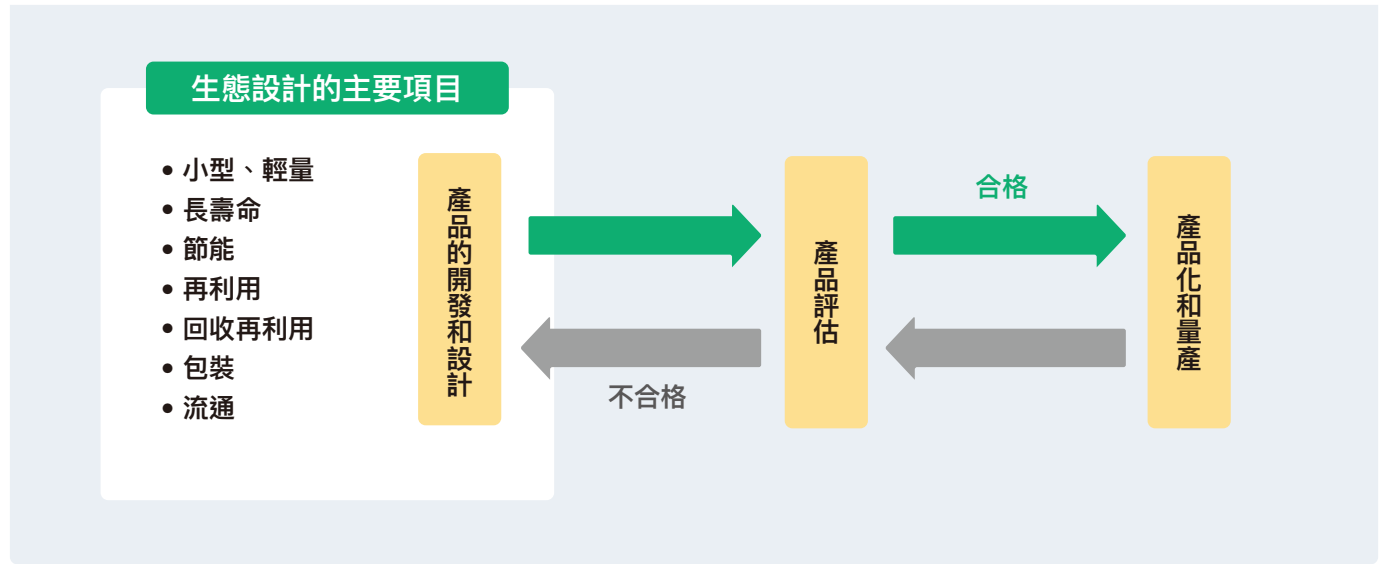 生態設計的主要項目
• 小型、輕量
• 長壽命
• 節能
• 再利用
• 回收再利用
• 包裝
• 流通
產品的開發和設計
不合格
產品評估
合格
產品化和量產